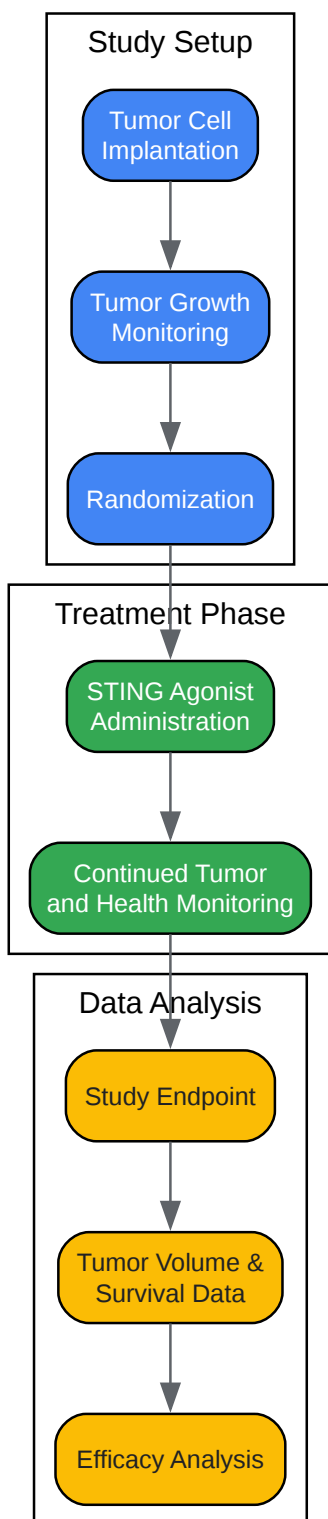 Study Setup
Tumor Cell
Implantation
Tumor Growth
Monitoring
Randomization
Treatment Phase
STING Agonist
Administration
Continued Tumor
and Health Monitoring
Data Analysis
Study Endpoint
Tumor Volume &
Survival Data
Efficacy Analysis